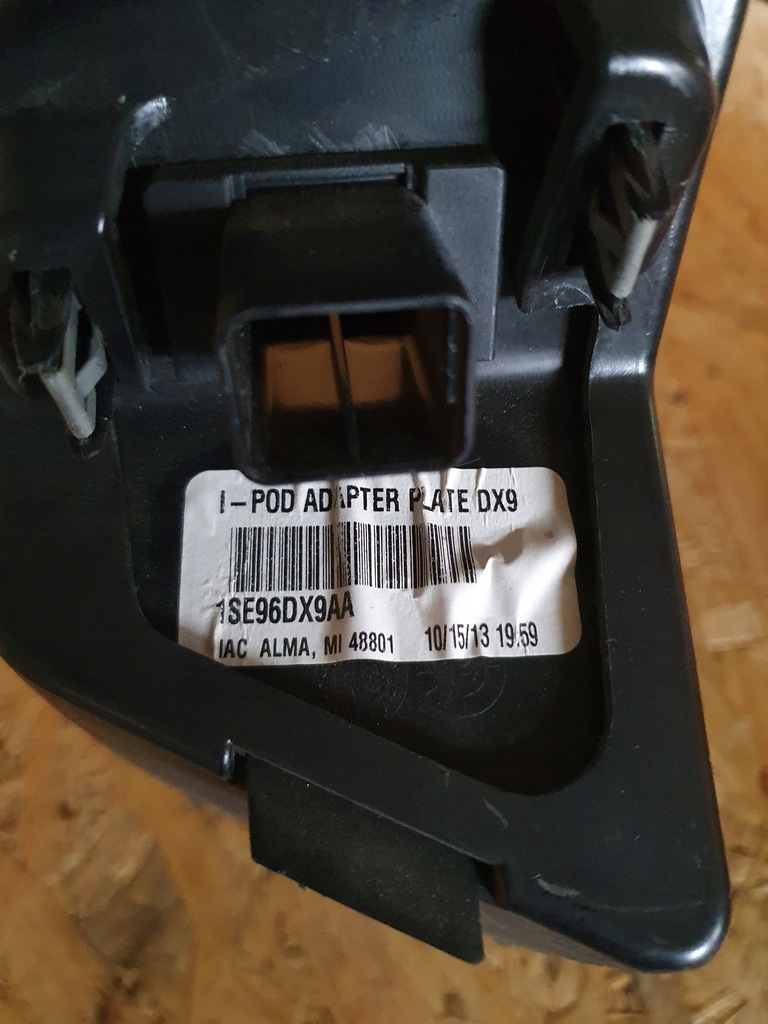 I-POD ADAPTER PLATE DX9
1SE96DX9AA
IAC ALMA, MI 48801 10/15/13 19:59